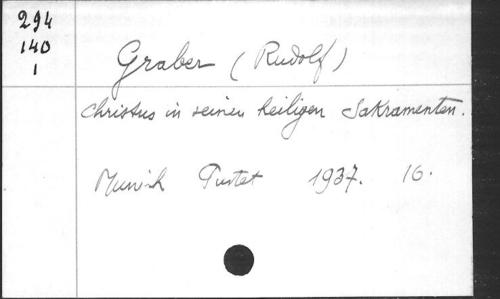 294
140
1
Graber (Rudolf)
Christus in seinen heiligen Sakramenten.
Munich Pustet 1937. 16.